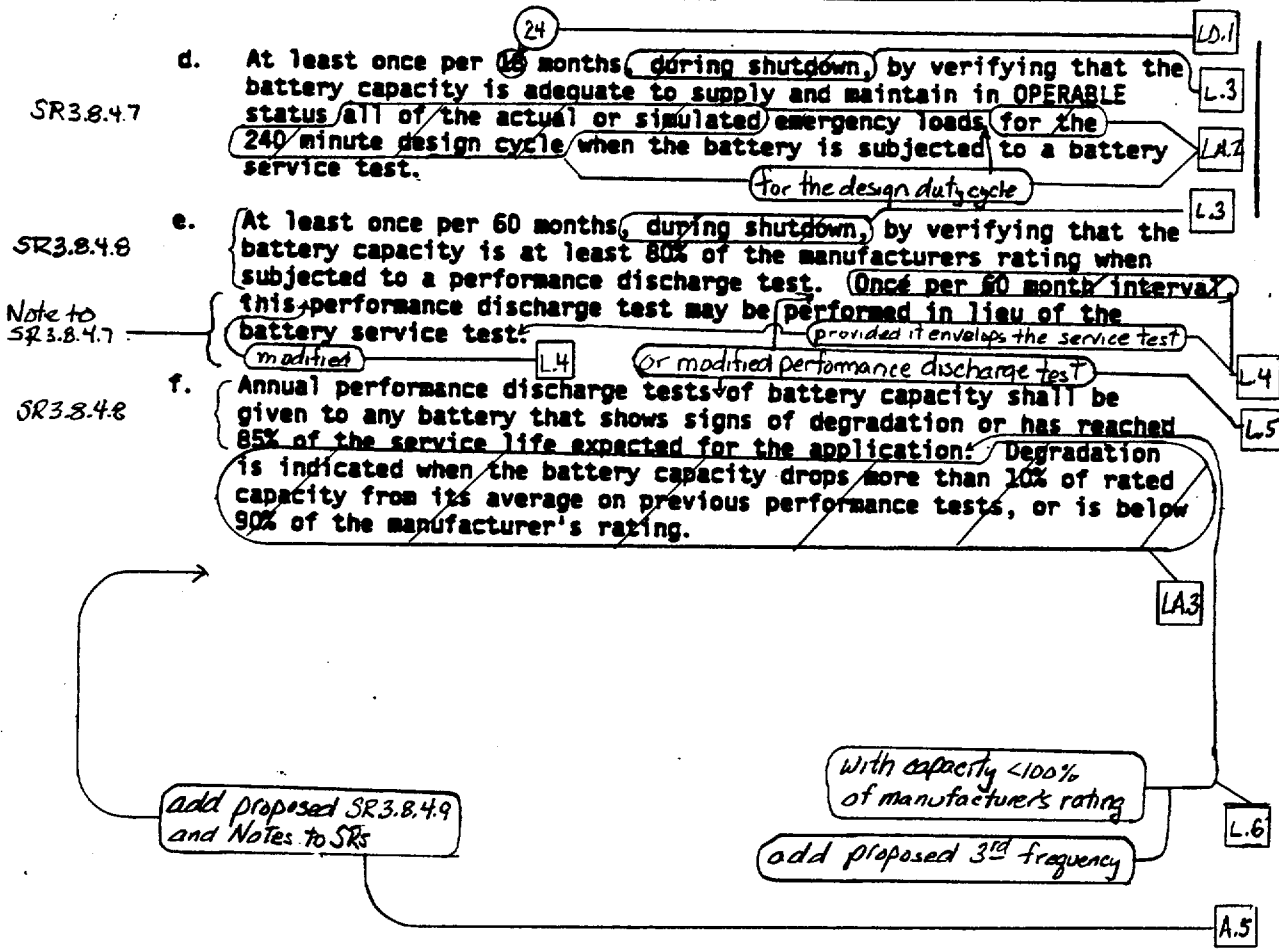 24
LD.1
d. At least once per 18 months, during shutdown, by verifying that the
L.3
battery capacity is adequate to supply and maintain in OPERABLE
SR3.8.4.7
status all of the actual or simulated emergency loads for the
240 minute design cycle when the battery is subjected to a battery
LA.2
service test.
for the design duty cycle
L.3
e. At least once per 60 months, during shutdown, by verifying that the
SR3.8.4.8
battery capacity is at least 80% of the manufacturers rating when
subjected to a performance discharge test. Once per 60 month interval
Note to
SR3.8.4.7
this performance discharge test may be performed in lieu of the
battery service test.
provided it envelops the service test
modified
L.4
or modified performance discharge test
L.4
L.5
f. Annual performance discharge tests of battery capacity shall be
SR3.8.4.8
given to any battery that shows signs of degradation or has reached
85% of the service life expected for the application. Degradation
is indicated when the battery capacity drops more than 10% of rated
capacity from its average on previous performance tests, or is below
90% of the manufacturer's rating.
LA.3
with capacity <100%
of manufacturer's rating
add proposed SR3.8.4.9
and Notes to SRs
L.6
add proposed 3rd frequency
A.5